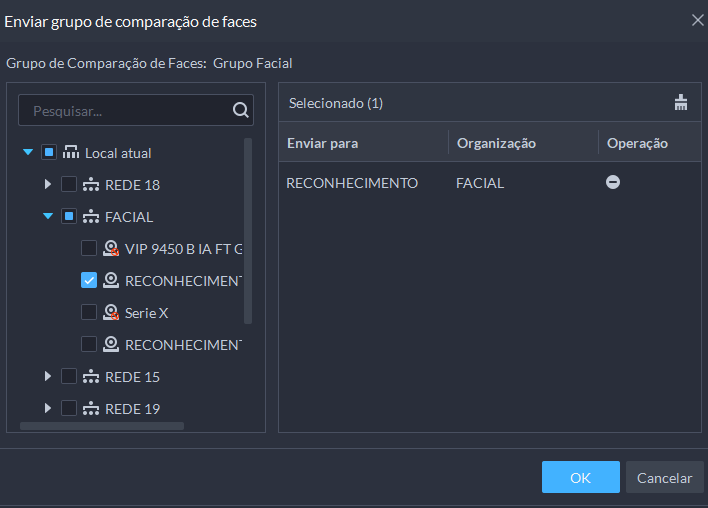 Enviar grupo de comparação de faces
Grupo de Comparação de Faces: Grupo Facial
Pesquisar...
Local atual
REDE 18
FACIAL
VIP 9450 B IA FT G
RECONHECIMENT
Serie X
RECONHECIMENT
REDE 15
REDE 19
Selecionado (1)
Enviar para Organização Operação
RECONHECIMENTO FACIAL
OK Cancelar